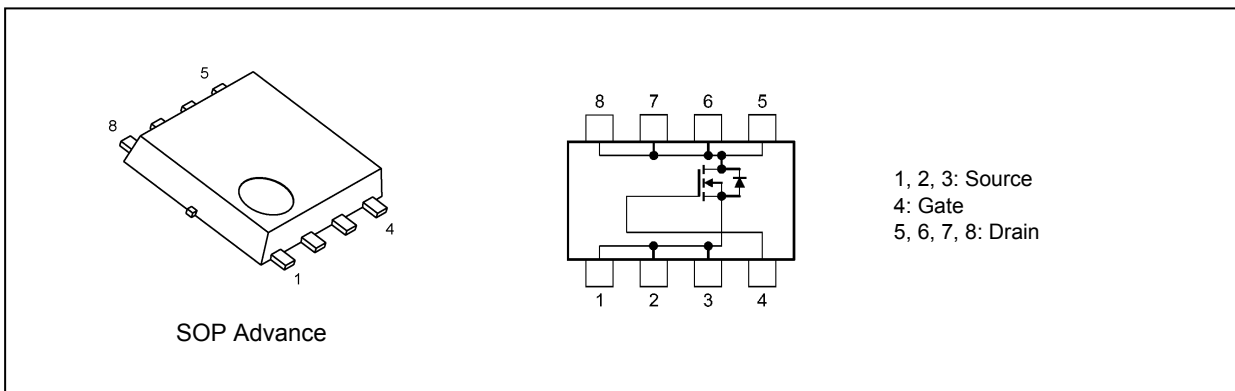 5
8
4
1
SOP Advance
8 7 6 5
1 2 3 4
1, 2, 3: Source
4: Gate
5, 6, 7, 8: Drain